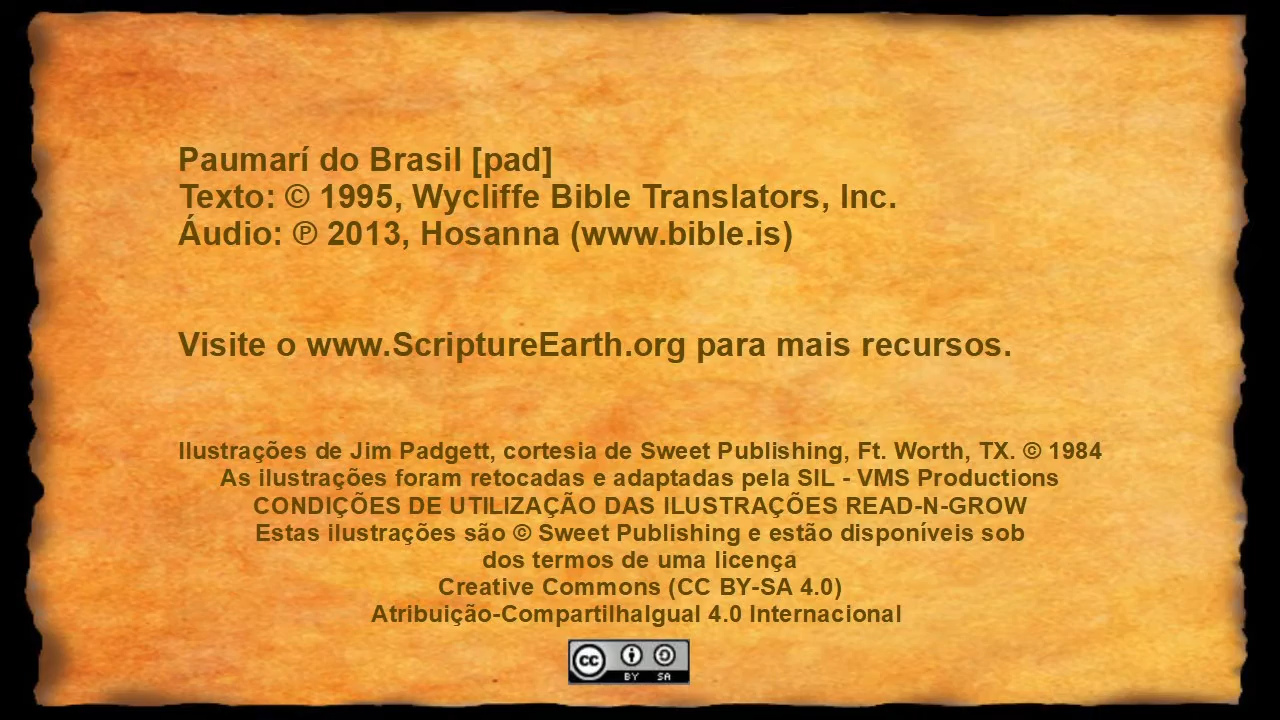 Paumarí do Brasil [pad]
Texto: © 1995, Wycliffe Bible Translators, Inc.
Áudio: ℗ 2013, Hosanna (www.bible.is)
Visite o www.ScriptureEarth.org para mais recursos.
Ilustrações de Jim Padgett, cortesia de Sweet Publishing, Ft. Worth, TX. © 1984
As ilustrações foram retocadas e adaptadas pela SIL - VMS Productions
CONDIÇÕES DE UTILIZAÇÃO DAS ILUSTRAÇÕES READ-N-GROW
Estas ilustrações são © Sweet Publishing e estão disponíveis sob
dos termos de uma licença
Creative Commons (CC BY-SA 4.0)
Atribuição-CompartilhaIgual 4.0 Internacional
cc BY SA